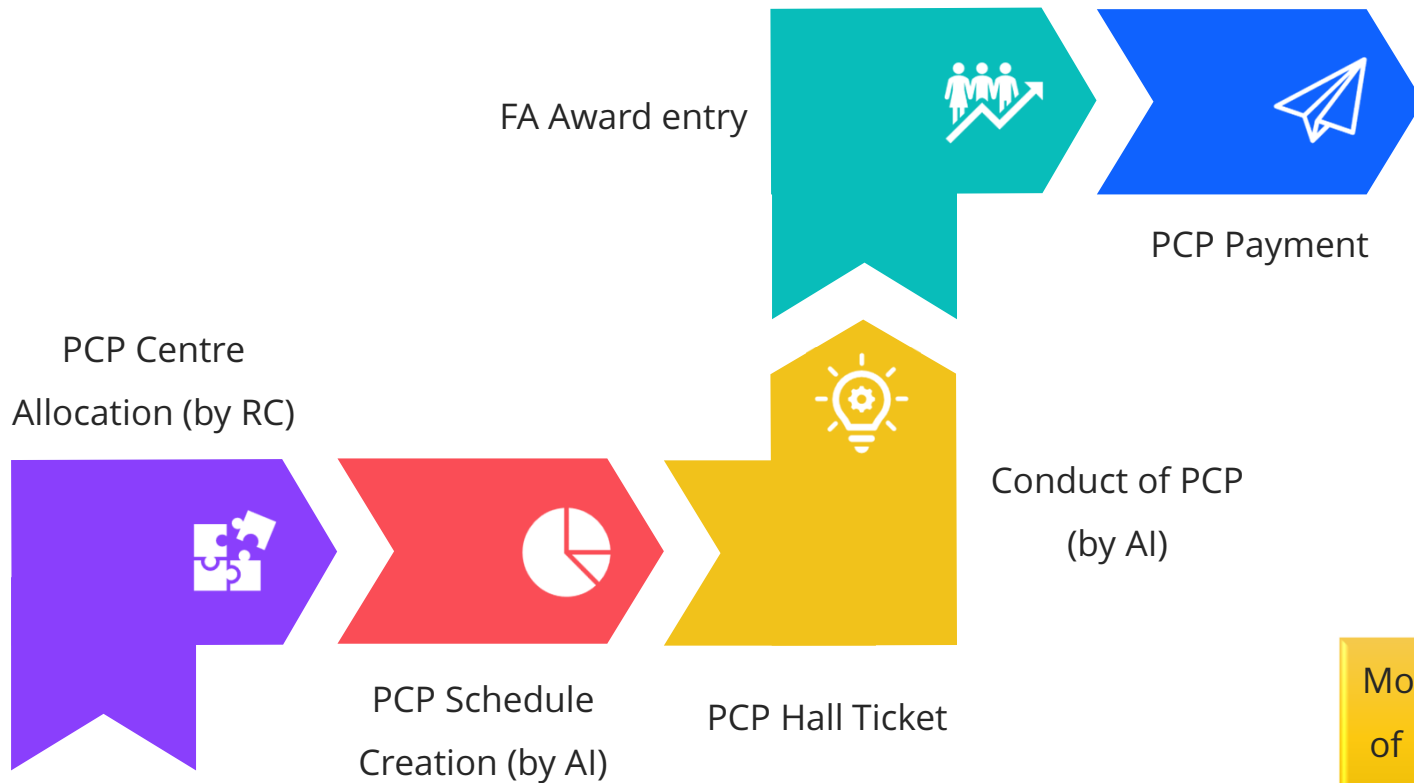 FA Award entry
PCP Payment
PCP Centre
Allocation (by RC)
Conduct of PCP
(by AI)
PCP Schedule
Creation (by AI)
PCP Hall Ticket
of